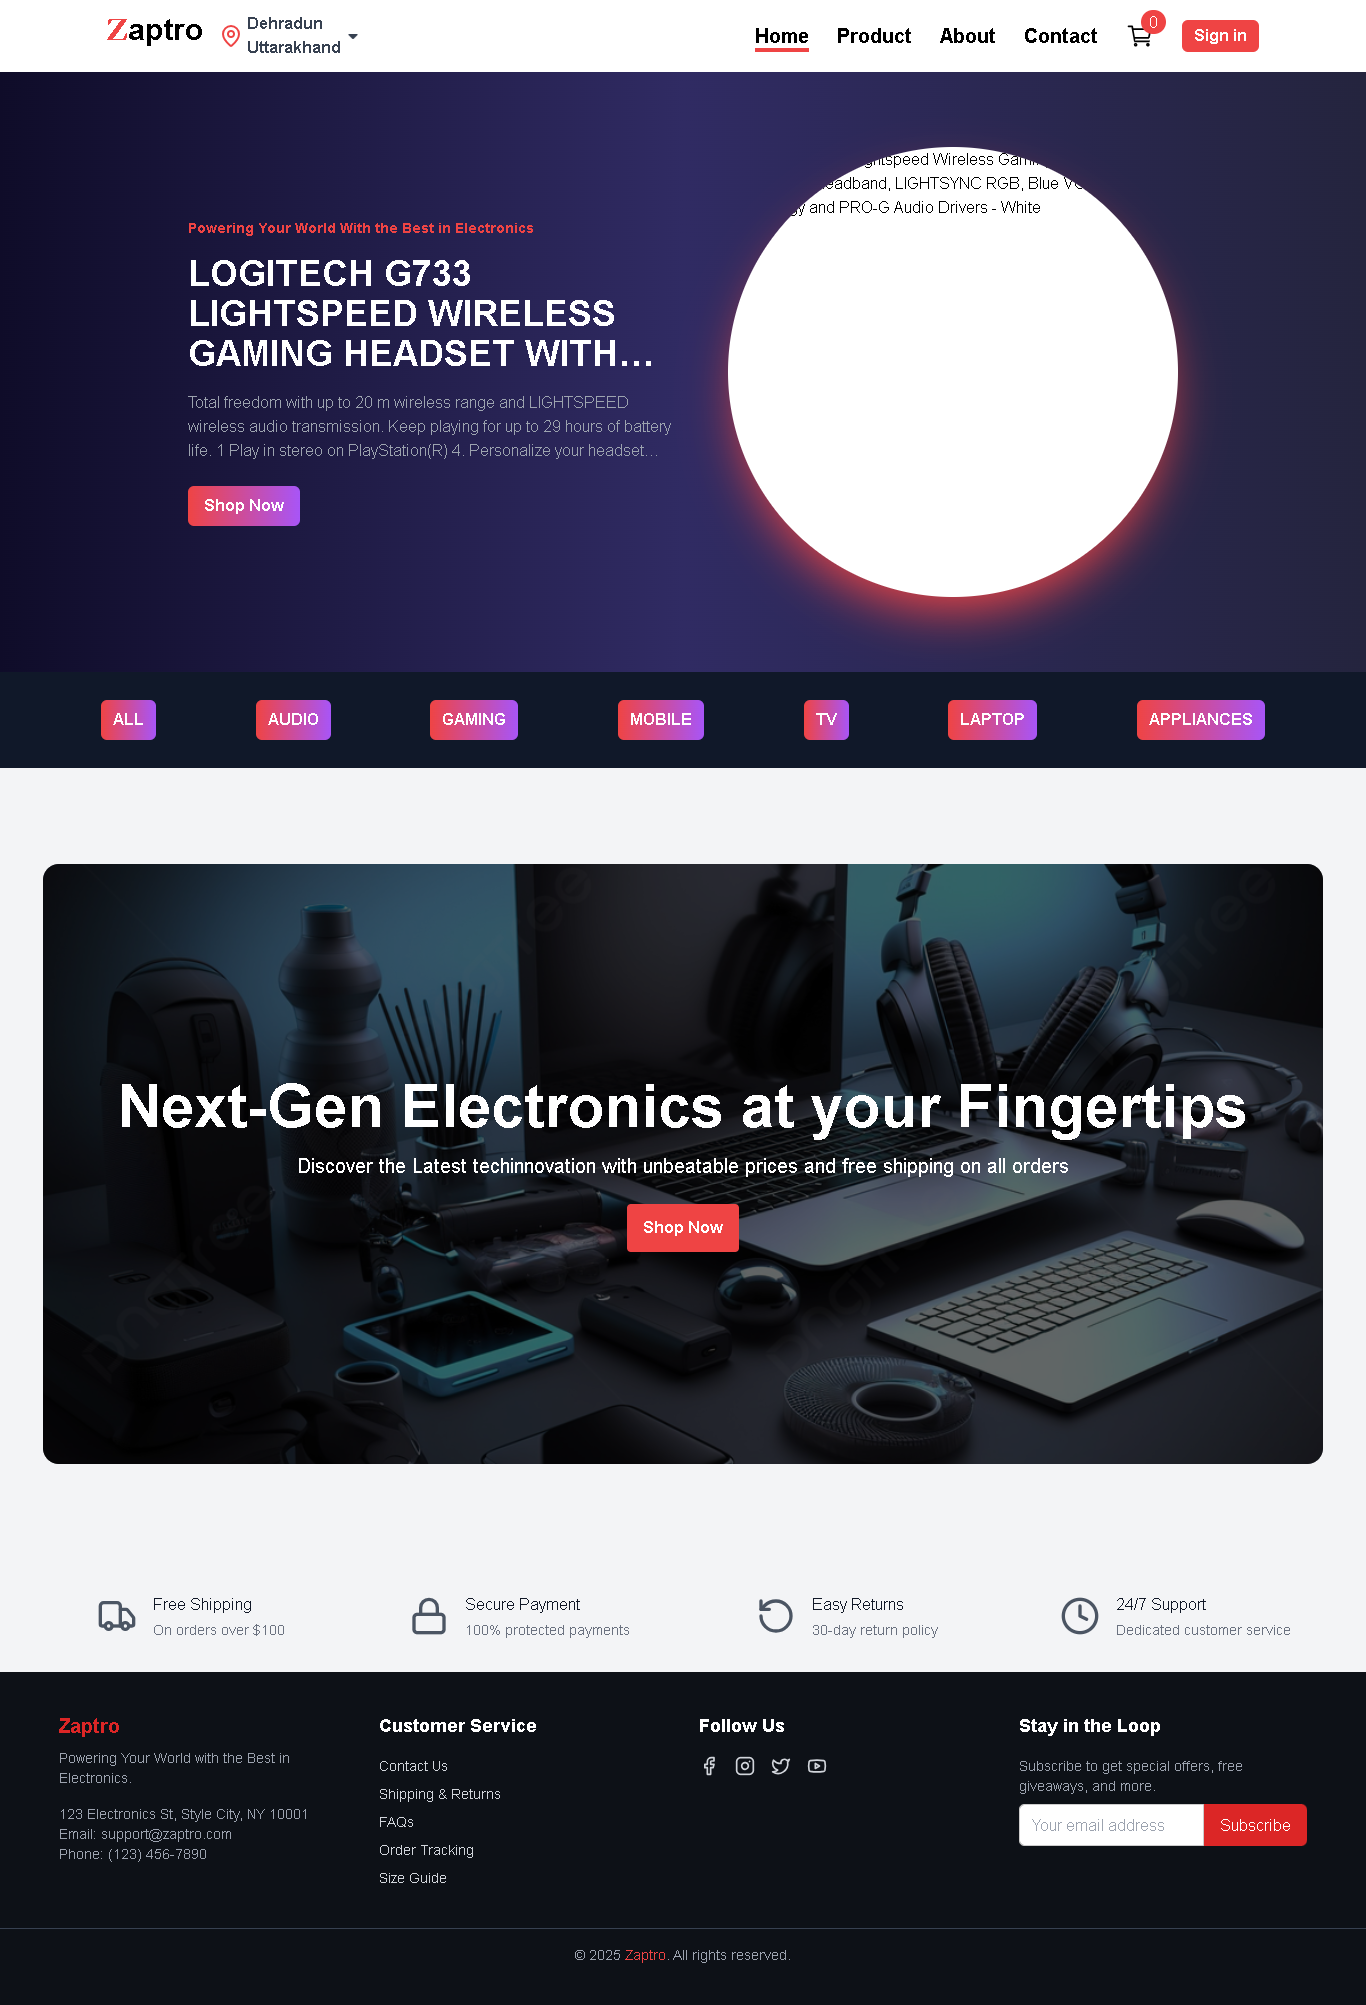 Zaptro
Dehradun
Uttarakhand
Home
Product
About
Contact
0
Sign in
Powering Your World With the Best in Electronics
LOGITECH G733
LIGHTSPEED WIRELESS
GAMING HEADSET WITH...
Total freedom with up to 20 m wireless range and LIGHTSPEED
wireless audio transmission. Keep playing for up to 29 hours of battery
life. 1 Play in stereo on PlayStation(R) 4. Personalize your headset...
Shop Now
Wireless
LIGHTSYNC RGB, Blue
and PRO-G Audio Drivers - White
ALL
AUDIO
GAMING
MOBILE
TV
LAPTOP
APPLIANCES
Next-Gen Electronics at your Fingertips
Discover the Latest techinnovation with unbeatable prices and free shipping on all orders
Shop Now
Free Shipping
On orders over $100
Secure Payment
100% protected payments
Easy Returns
30-day return policy
24/7 Support
Dedicated customer service
Zaptro
Powering Your World with the Best in
Electronics.
123 Electronics St, Style City, NY 10001
Email: support@zaptro.com
Phone: (123) 456-7890
Customer Service
Contact Us
Shipping & Returns
FAQs
Order Tracking
Size Guide
Follow Us
Stay in the Loop
Subscribe to get special offers, free
giveaways, and more.
Your email address
Subscribe
© 2025 Zaptro. All rights reserved.